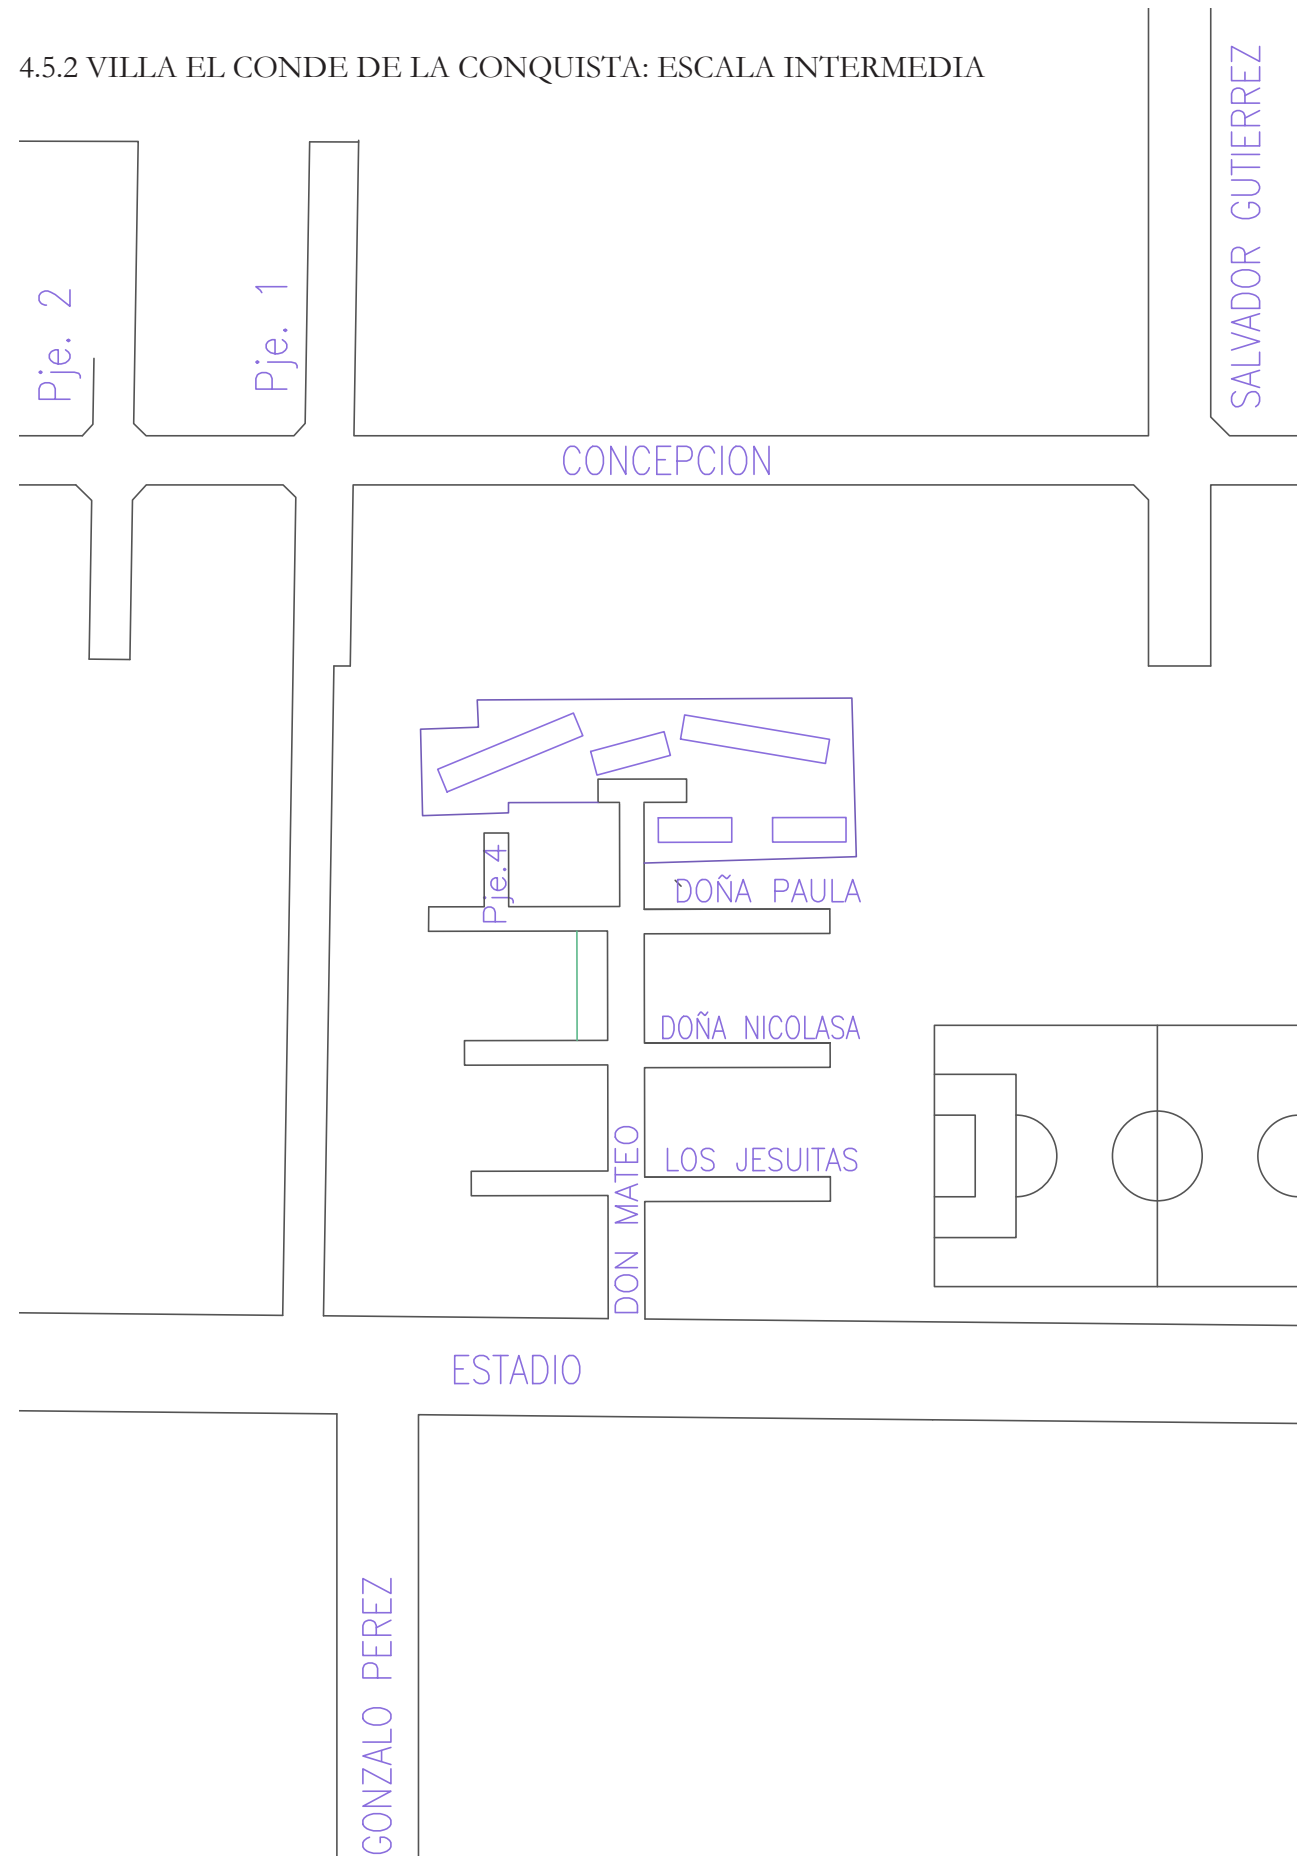 4.5.2 VILLA EL CONDE DE LA CONQUISTA: ESCALA INTERMEDIA
SALVADOR GUTIERREZ
Pje. 2
Pje. 1
CONCEPCION
Pje.4
DOÑA PAULA
DOÑA NICOLASA
LOS JESUITAS
DON MATEO
ESTADIO
GONZALO PEREZ